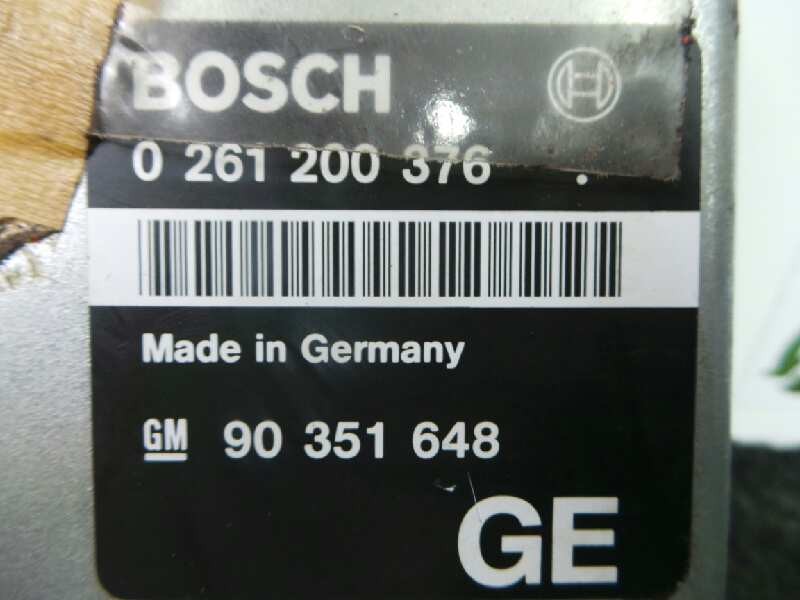 BOSCH
0 261 200 376 .
Made in Germany
GM 90 351 648
GE